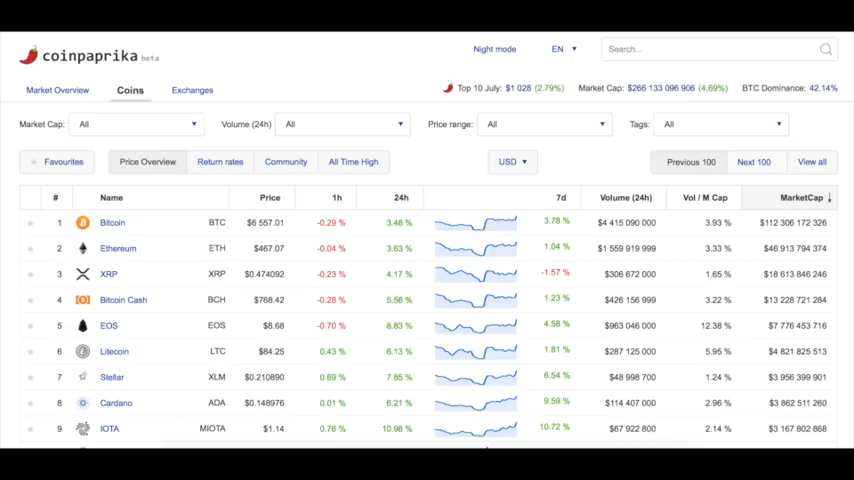 Night mode EN Search...
coinpaprika beta
Market Overview Coins Exchanges Top 10 July: $1 028 (2.79%) Market Cap: $266 133 096 906 (4.69%) BTC Dominance: 42.14%
Market Cap: All Volume (24h) All Price range: All Tags: All
Favourites Price Overview Return rates Community All Time High USD Previous 100 Next 100 View all
# Name Price 1h 24h 7d Volume (24h) Vol / M Cap MarketCap
1 Bitcoin BTC $6 557.01 -0.29 % 3.48 % 3.78 % $4 415 090 000 3.93 % $112 306 172 326
2 Ethereum ETH $467.07 -0.04 % 3.63 % 1.04 % $1 559 919 999 3.33 % $46 913 794 374
3 XRP XRP $0.474092 -0.23 % 4.17 % -1.57 % $306 672 000 1.65 % $18 613 846 246
4 Bitcoin Cash BCH $768.42 -0.28 % 5.56 % 1.23 % $426 156 999 3.22 % $13 228 721 284
5 EOS EOS $8.68 -0.70 % 8.83 % 4.58 % $963 046 000 12.38 % $7 776 453 716
6 Litecoin LTC $84.25 0.43 % 6.13 % 1.81 % $287 125 000 5.95 % $4 821 825 513
7 Stellar XLM $0.210890 0.69 % 7.85 % 6.54 % $48 998 700 1.24 % $3 956 399 901
8 Cardano ADA $0.148976 0.01 % 6.21 % 9.59 % $114 407 000 2.96 % $3 862 511 260
9 IOTA MIOTA $1.14 0.76 % 10.98 % 10.72 % $67 922 800 2.14 % $3 167 802 868